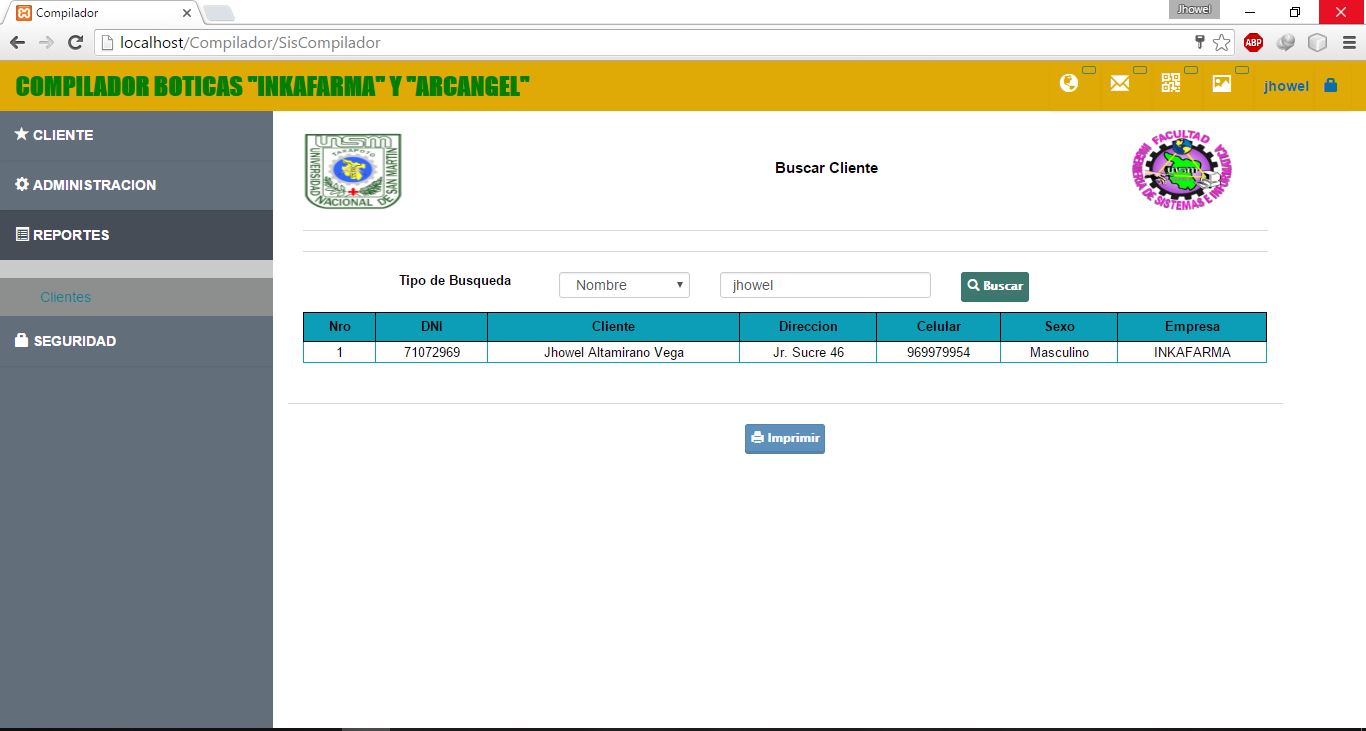 Compilador
Jhowel
localhost/Compilador/SisCompilador
ABP
COMPILADOR BOTICAS "INKAFARMA" Y "ARCANGEL"
jhowel
CLIENTE
ADMINISTRACION
REPORTES
Clientes
SEGURIDAD
UNSM
TARAPOTO
UNIVERSIDAD
NACIONAL DE
SAN MARTIN
Buscar Cliente
FACULTAD
INGENIERIA DE SISTEMAS E INFORMATICA
Tipo de Busqueda Nombre jhowel Buscar
Nro DNI Cliente Direccion Celular Sexo Empresa
1 71072969 Jhowel Altamirano Vega Jr. Sucre 46 969979954 Masculino INKAFARMA
Imprimir